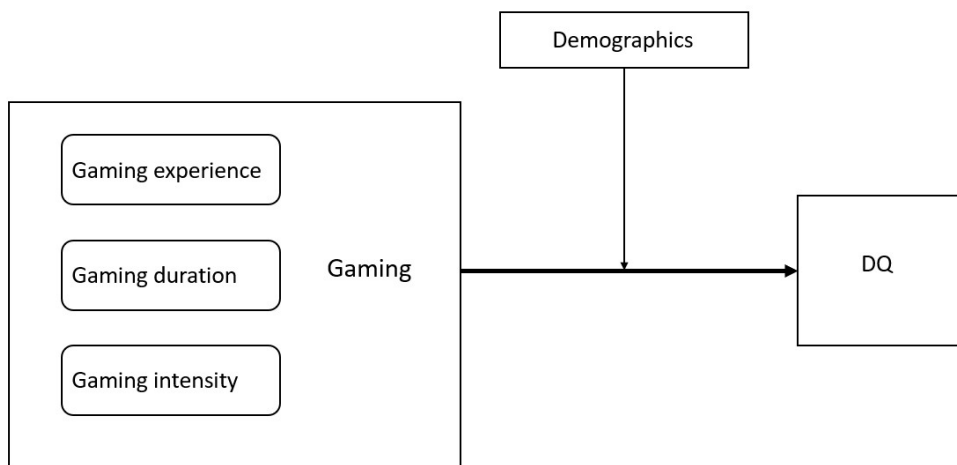 Demographics
Gaming experience
Gaming duration
Gaming
DQ
Gaming intensity